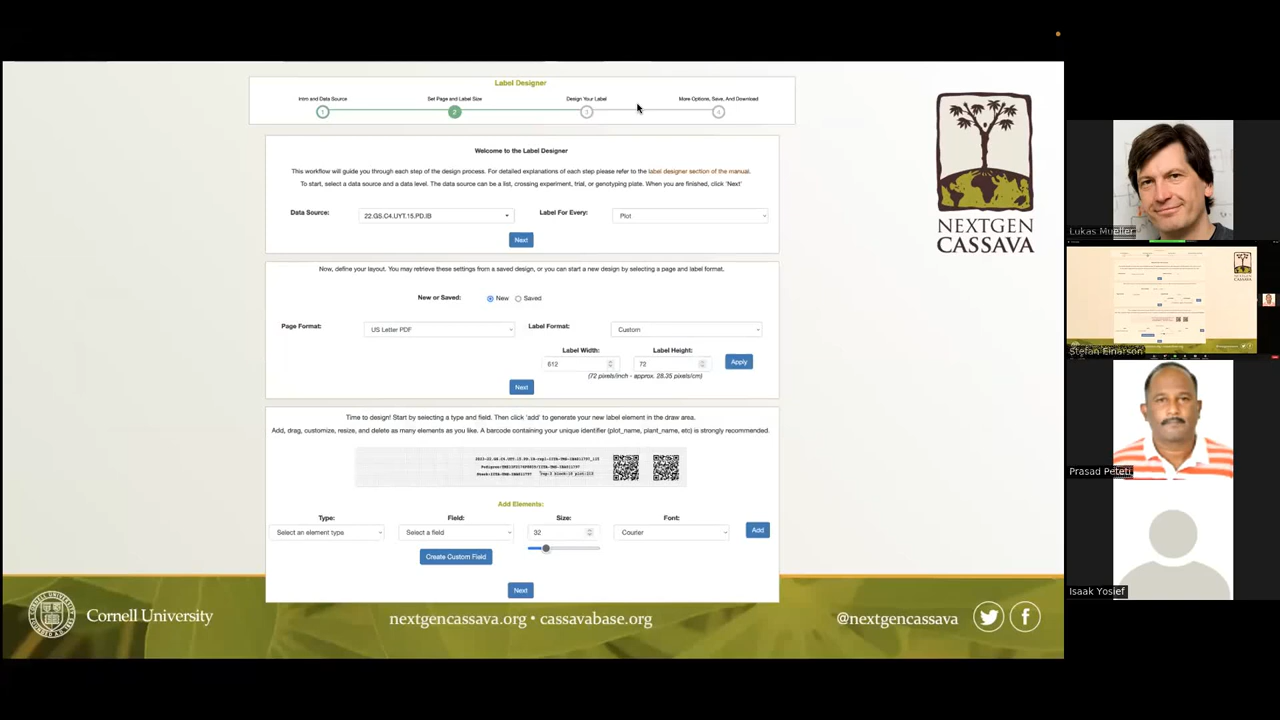 Label Designer
Intro and Data Source
Set Page and Label Size
Design Your Label
More Options, Save, And Download
1
2
3
4
Welcome to the Label Designer
This workflow will guide you through each step of the design process. For detailed explanations of each step please refer to the label designer section of the manual.
To start, select a data source and a data level. The data source can be a list, crossing experiment, trial, or genotyping plate. When you are finished, click 'Next'
Data Source:
22.GS.C4.UYT.15.PD.IB
Label For Every:
Plot
Next
Now, define your layout. You may retrieve these settings from a saved design, or you can start a new design by selecting a page and label format.
New or Saved:
New
Saved
Page Format:
US Letter PDF
Label Format:
Custom
Label Width:
Label Height:
612
72
Apply
(72 pixels/inch - approx. 28.35 pixels/cm)
Next
Time to design! Start by selecting a type and field. Then click 'add' to generate your new label element in the draw area.
Add, drag, customize, resize, and delete as many elements as you like. A barcode containing your unique identifier (plot_name, plant_name, etc) is strongly recommended.
Add Elements:
Type:
Field:
Size:
Font:
Select an element type
Select a field
32
Courier
Add
Create Custom Field
Next
NEXTGEN
CASSAVA
Cornell University
nextgencassava.org • cassavabase.org
@nextgencassava
Lukas Mueller
Stefan Einarson
Prasad Peteti
Isaak Yosief